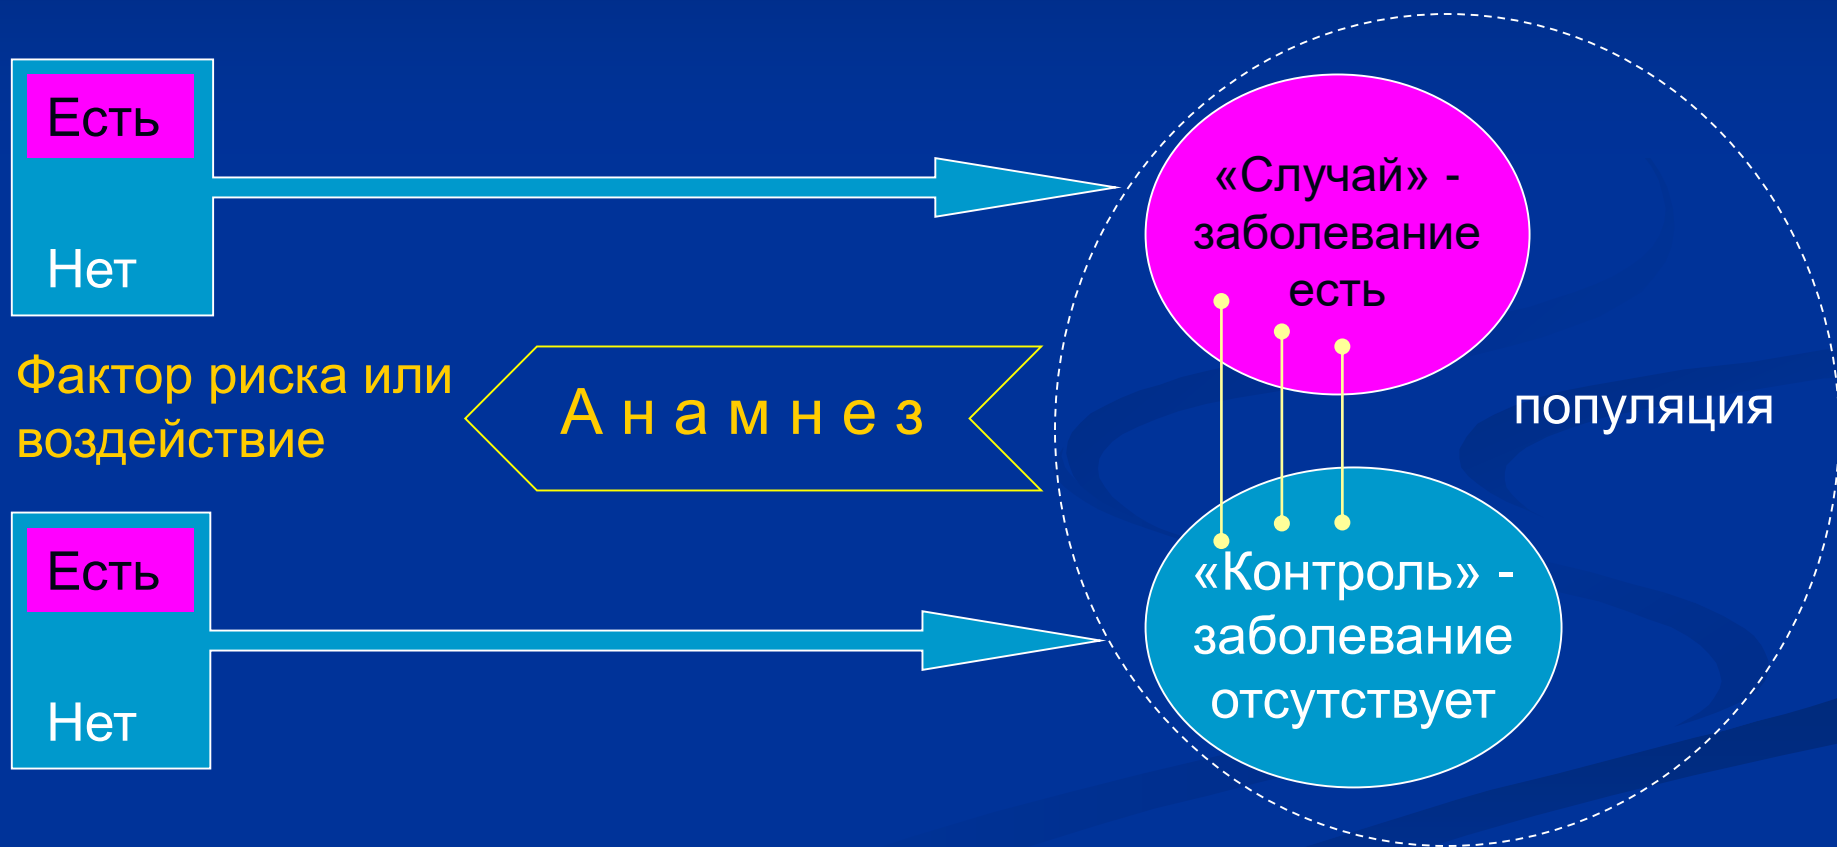 Есть
Нет
«Случай» -
заболевание
есть
Фактор риска или
воздействие
А н а м н е з
популяция
Есть
Нет
«Контроль» -
заболевание
отсутствует